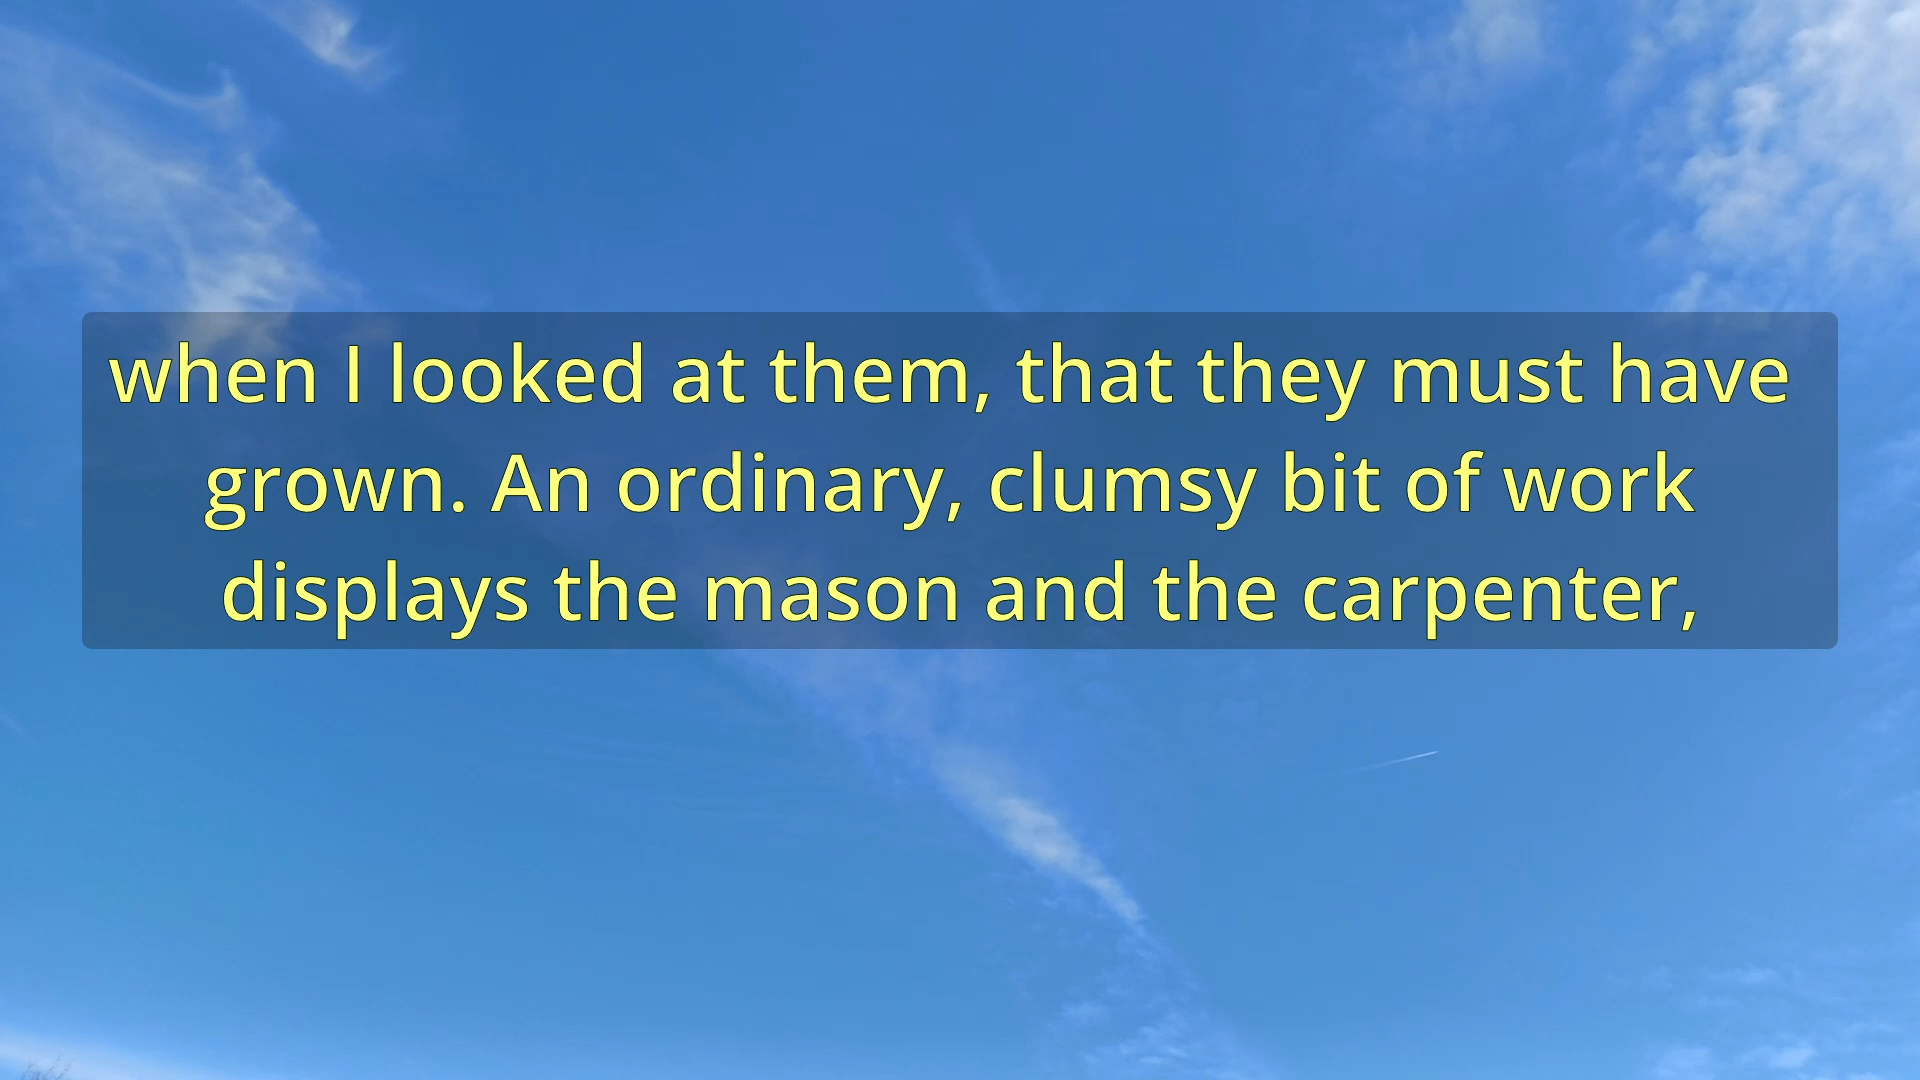 when I looked at them, that they must have
grown. An ordinary, clumsy bit of work
displays the mason and the carpenter,